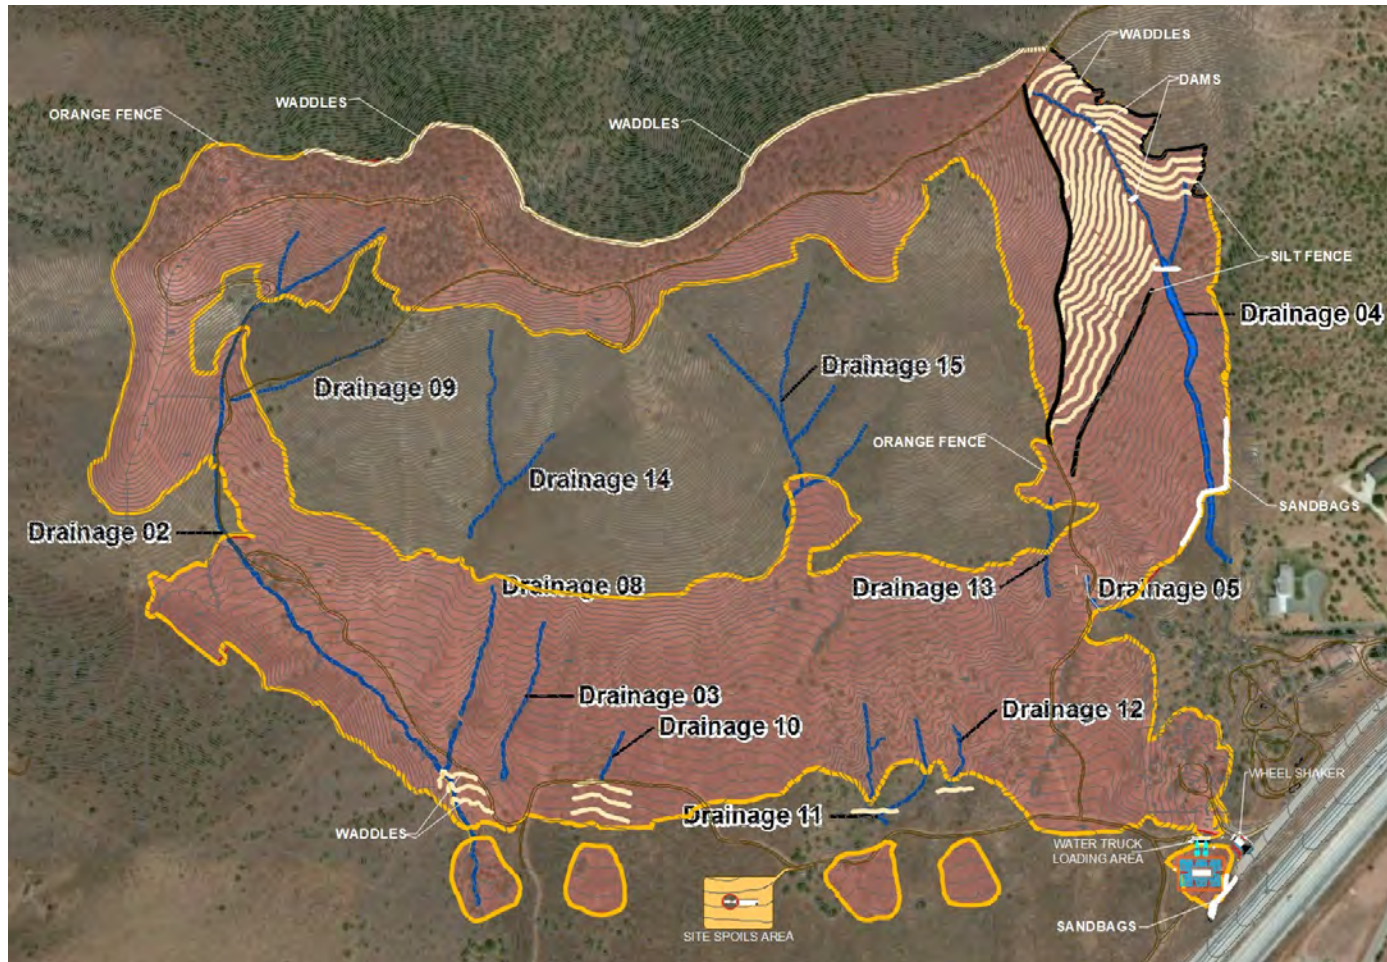 WADDLES
DAMS
WADDLES
ORANGE FENCE
WADDLES
SILT FENCE
Drainage 04
Drainage 15
Drainage 09
ORANGE FENCE
Drainage 14
SANDBAGS
Drainage 02
Drainage 08
Drainage 13
Drainage 05
Drainage 03
Drainage 12
Drainage 10
WHEEL SHAKER
Drainage 11
WADDLES
WATER TRUCK
LOADING AREA
SANDBAGS
SITE SPOILS AREA